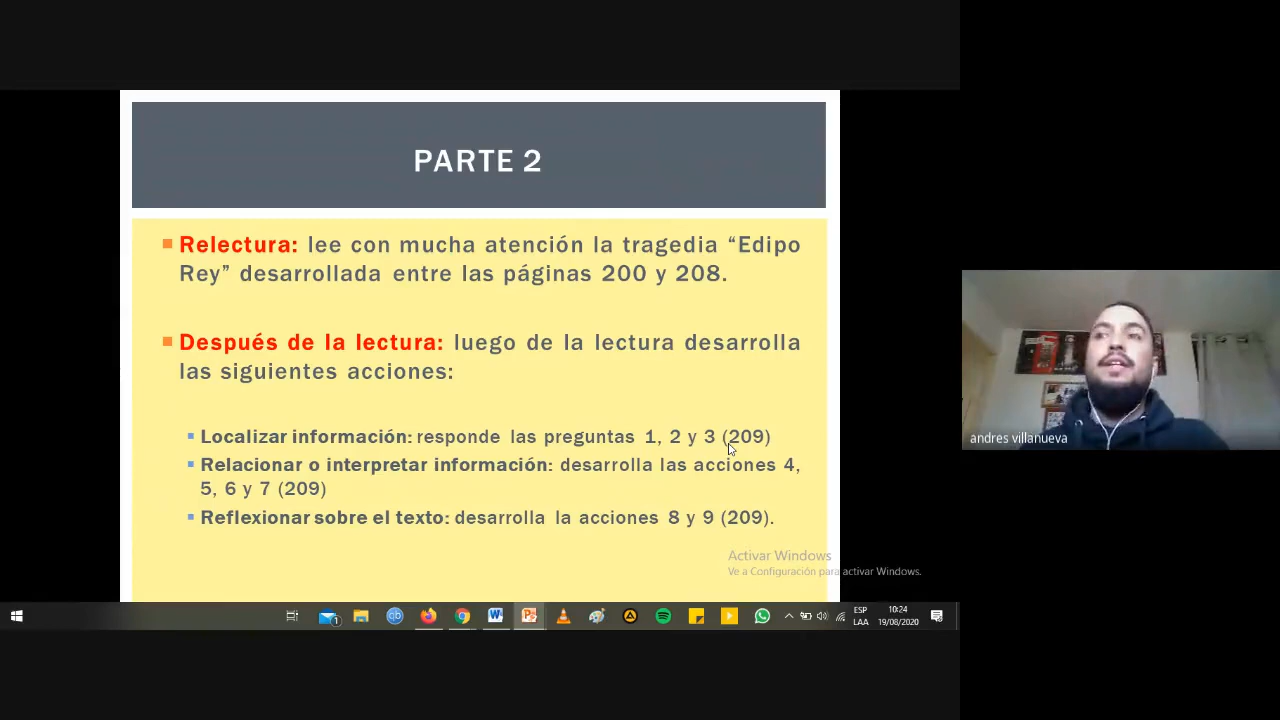 PARTE 2
Relectura: lee con mucha atención la tragedia “Edipo
Rey” desarrollada entre las páginas 200 y 208.
Después de la lectura: luego de la lectura desarrolla
las siguientes acciones:
Localizar información: responde las preguntas 1, 2 y 3 (209)
Relacionar o interpretar información: desarrolla las acciones 4,
5, 6 y 7 (209)
Reflexionar sobre el texto: desarrolla la acciones 8 y 9 (209).
Activar Windows
Ve a Configuración para activar Windows.
ESP
LAA
10:24
19/08/2020
andres villanueva